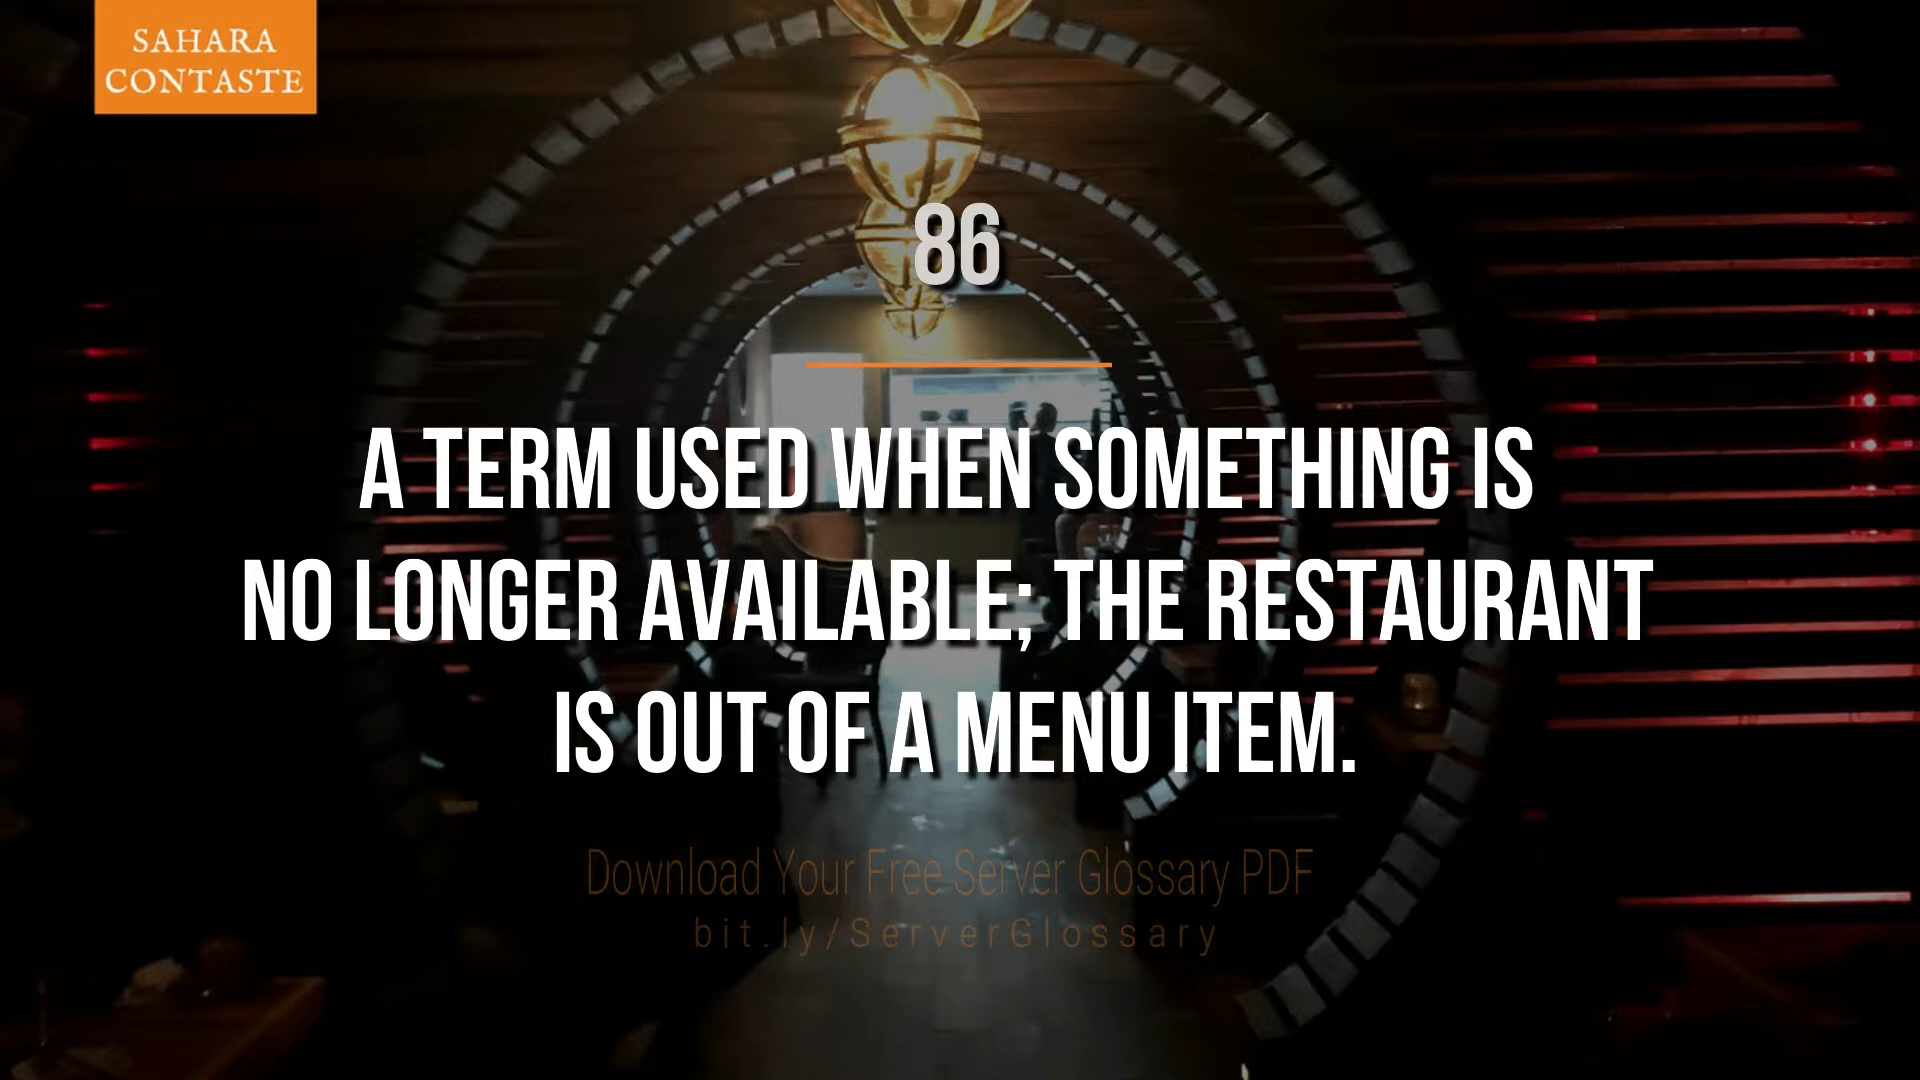 SAHARA
CONTASTE
86
A TERM USED WHEN SOMETHING IS
NO LONGER AVAILABLE; THE RESTAURANT
IS OUT OF A MENU ITEM.
Download Your Free Server Glossary PDF
bit.ly/ServerGlossary